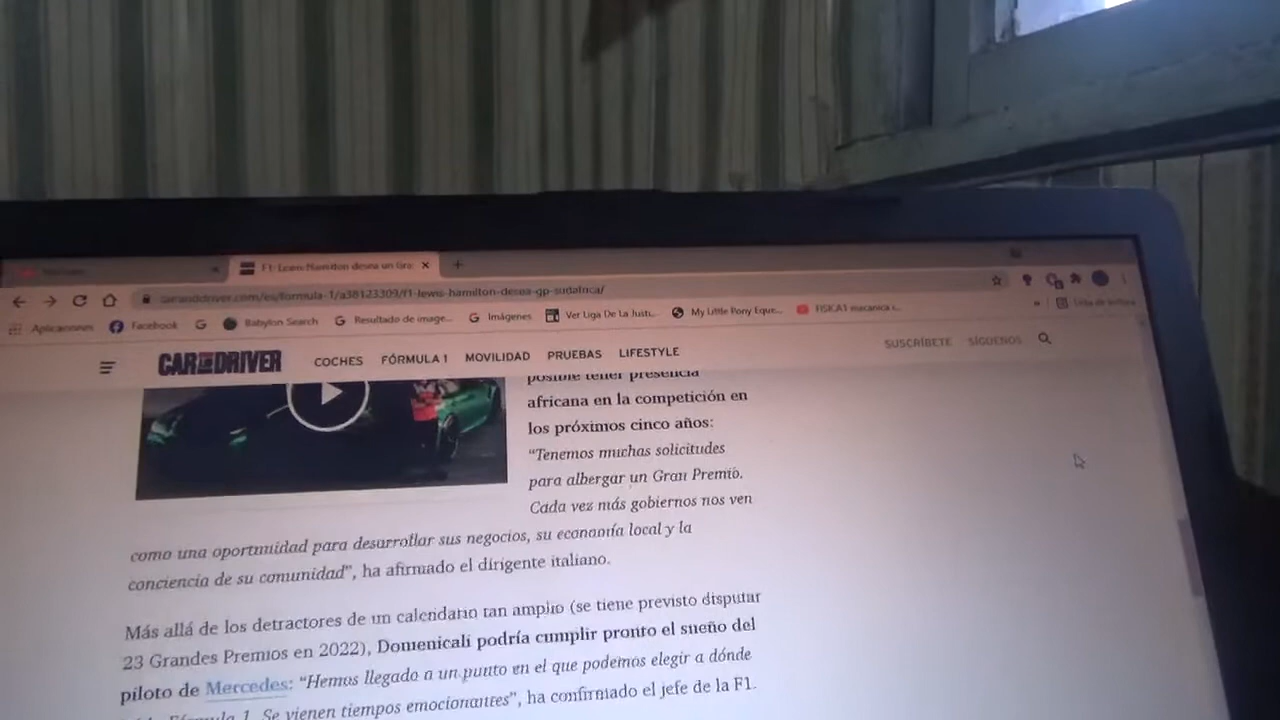 F1: Lewis Hamilton desea un Gra
caranddriver.com/es/formula-1/a38123309/f1-lewis-hamilton-desea-gp-sudafrica/
Aplicaciones Facebook Babylon Search Resultado de image... Imágenes Ver Liga De La Justi... My Little Pony Eque... Lista de lectura
CAR AND DRIVER COCHES FÓRMULA 1 MOVILIDAD PRUEBAS LIFESTYLE SUSCRÍBETE SÍGUENOS
posible tener presencia
africana en la competición en
los próximos cinco años:
“Tenemos muchas solicitudes
para albergar un Gran Premio.
Cada vez más gobiernos nos ven
como una oportunidad para desarrollar sus negocios, su economía local y la
conciencia de su comunidad”, ha afirmado el dirigente italiano.
Más allá de los detractores de un calendario tan amplio (se tiene previsto disputar
23 Grandes Premios en 2022), Domenicali podría cumplir pronto el sueño del
piloto de Mercedes: “Hemos llegado a un punto en el que podemos elegir a dónde
Fórmula 1. Se vienen tiempos emocionantes”, ha confirmado el jefe de la F1.